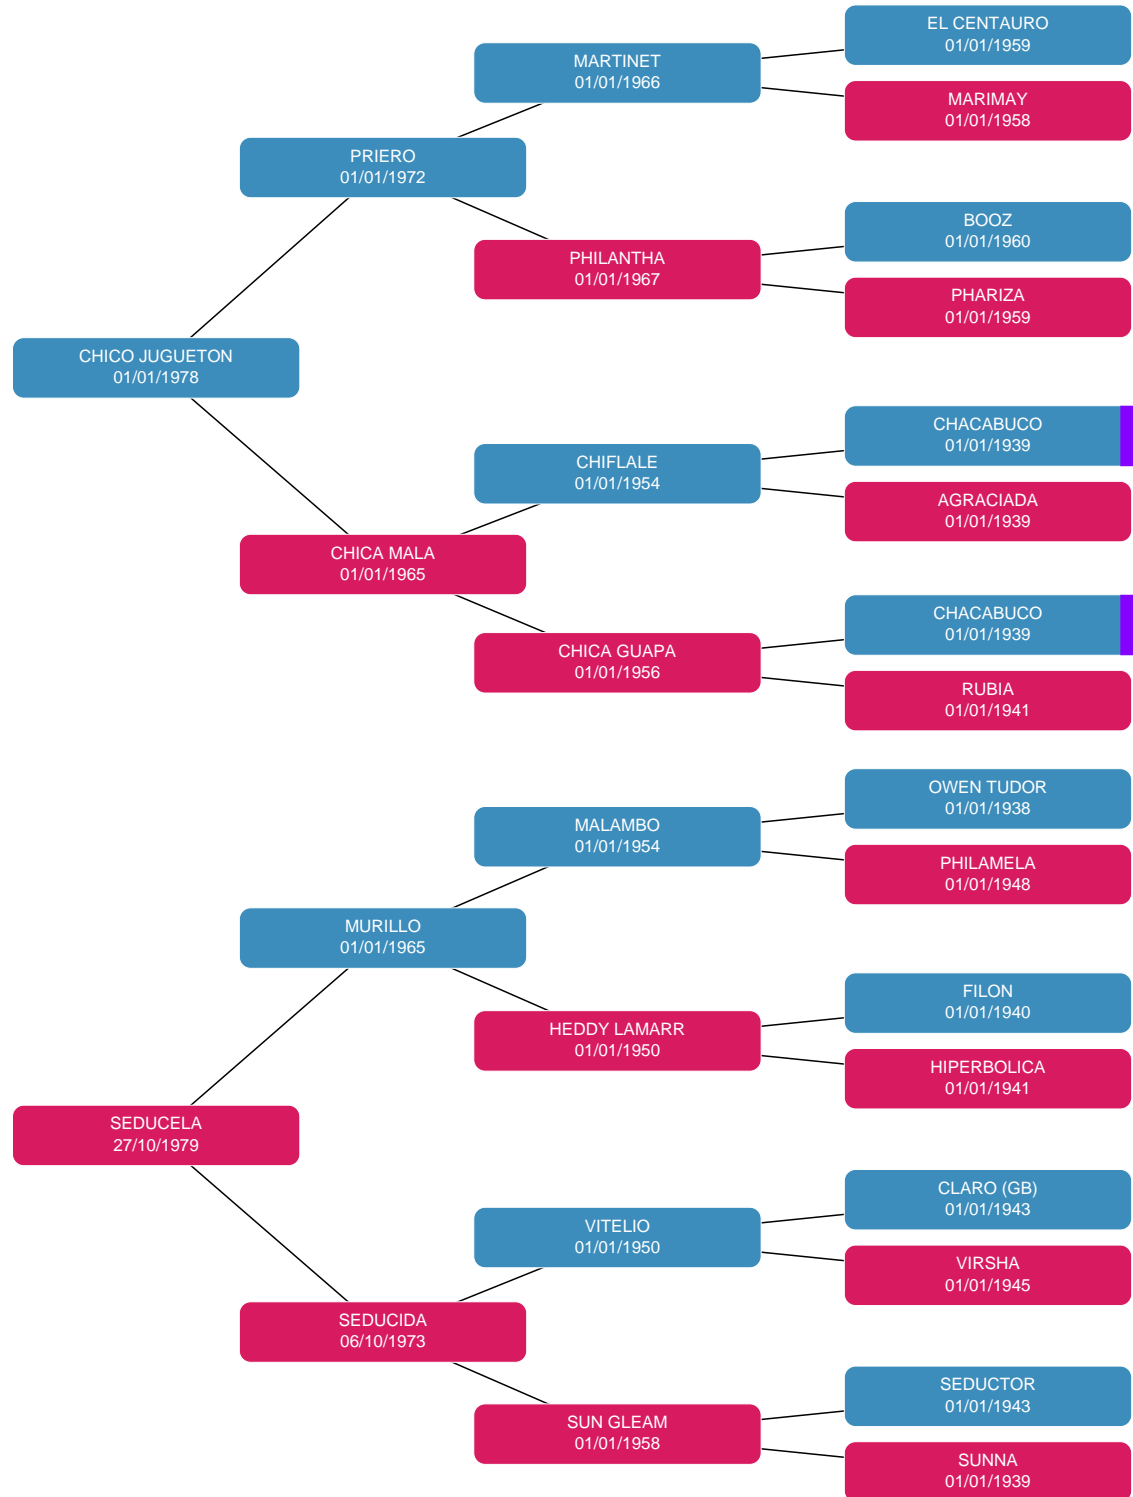 EL CENTAURO
01/01/1959
MARTINET
01/01/1966
MARIMAY
01/01/1958
PRIERO
01/01/1972
BOOZ
01/01/1960
PHILANTHA
01/01/1967
PHARIZA
01/01/1959
CHICO JUGUETON
01/01/1978
CHACABUCO
01/01/1939
CHIFLALE
01/01/1954
AGRACIADA
01/01/1939
CHICA MALA
01/01/1965
CHACABUCO
01/01/1939
CHICA GUAPA
01/01/1956
RUBIA
01/01/1941
OWEN TUDOR
01/01/1938
MALAMBO
01/01/1954
PHILAMELA
01/01/1948
MURILLO
01/01/1965
FILON
01/01/1940
HEDDY LAMARR
01/01/1950
HIPERBOLICA
01/01/1941
SEDUCELA
27/10/1979
CLARO (GB)
01/01/1943
VITELIO
01/01/1950
VIRSHA
01/01/1945
SEDUCIDA
06/10/1973
SEDUCTOR
01/01/1943
SUN GLEAM
01/01/1958
SUNNA
01/01/1939